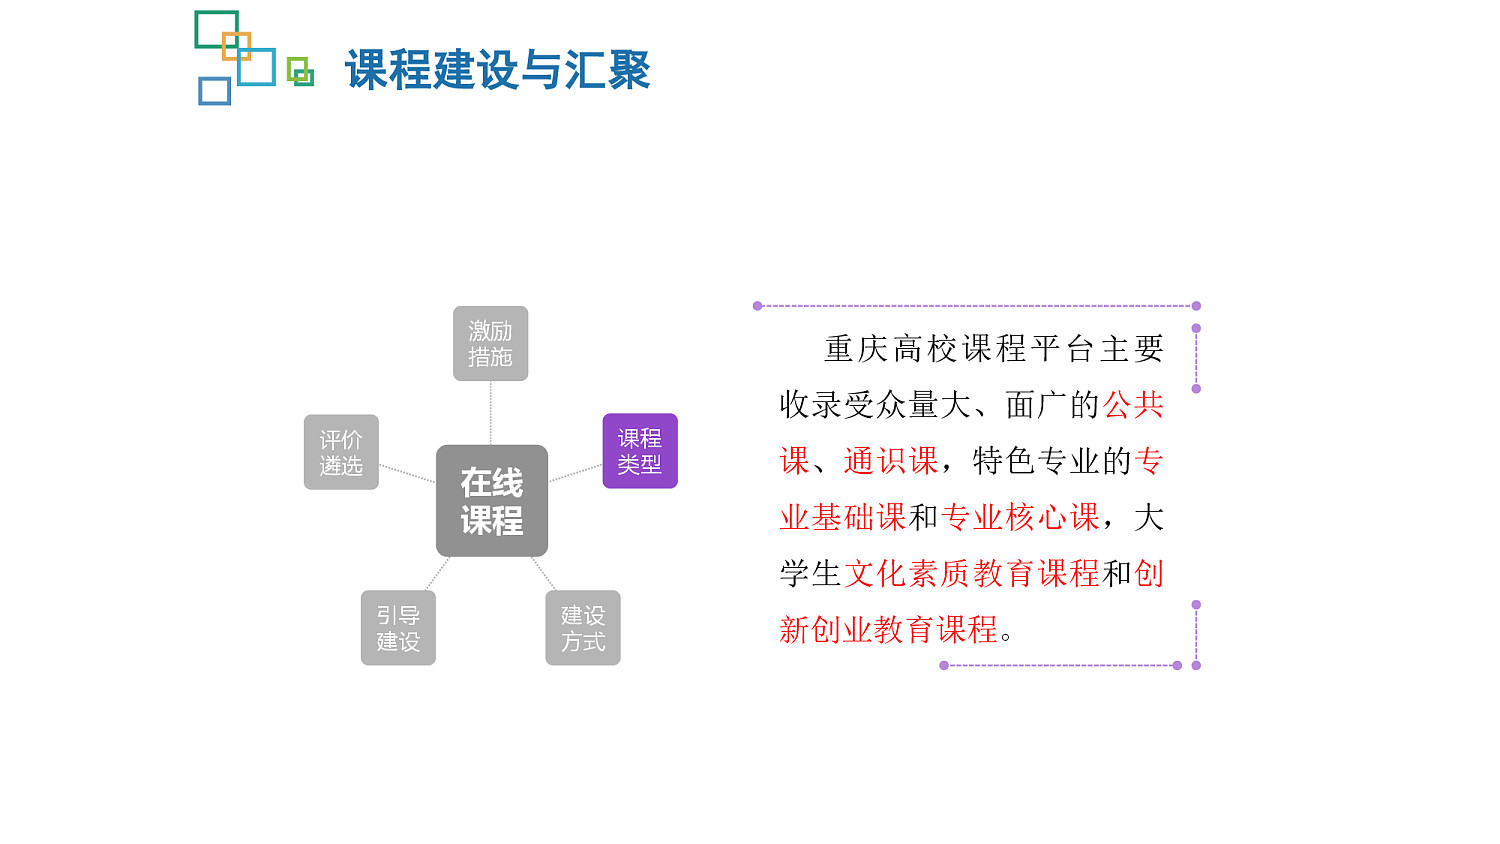 课程建设与汇聚
激励
措施
评价
遴选
课程
类型
在线
课程
引导
建设
建设
方式
重庆高校课程平台主要
收录受众量大、面广的公共
课、通识课，特色专业的专
业基础课和专业核心课，大
学生文化素质教育课程和创
新创业教育课程。